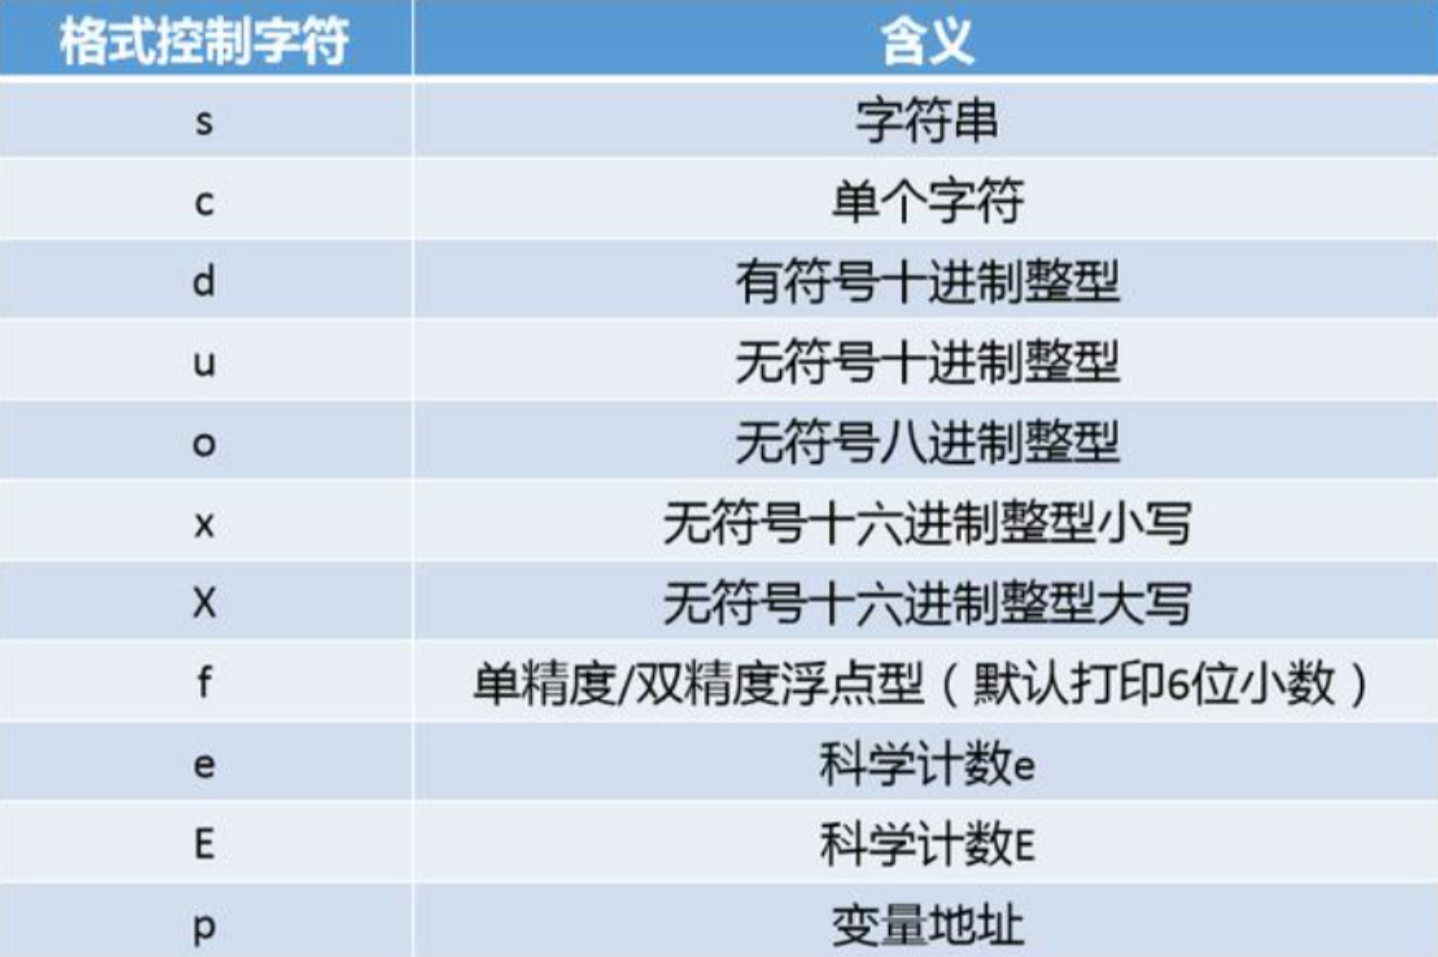 格式控制字符 含义
s 字符串
c 单个字符
d 有符号十进制整型
u 无符号十进制整型
o 无符号八进制整型
x 无符号十六进制整型小写
X 无符号十六进制整型大写
f 单精度/双精度浮点型（默认打印6位小数）
e 科学计数e
E 科学计数E
p 变量地址